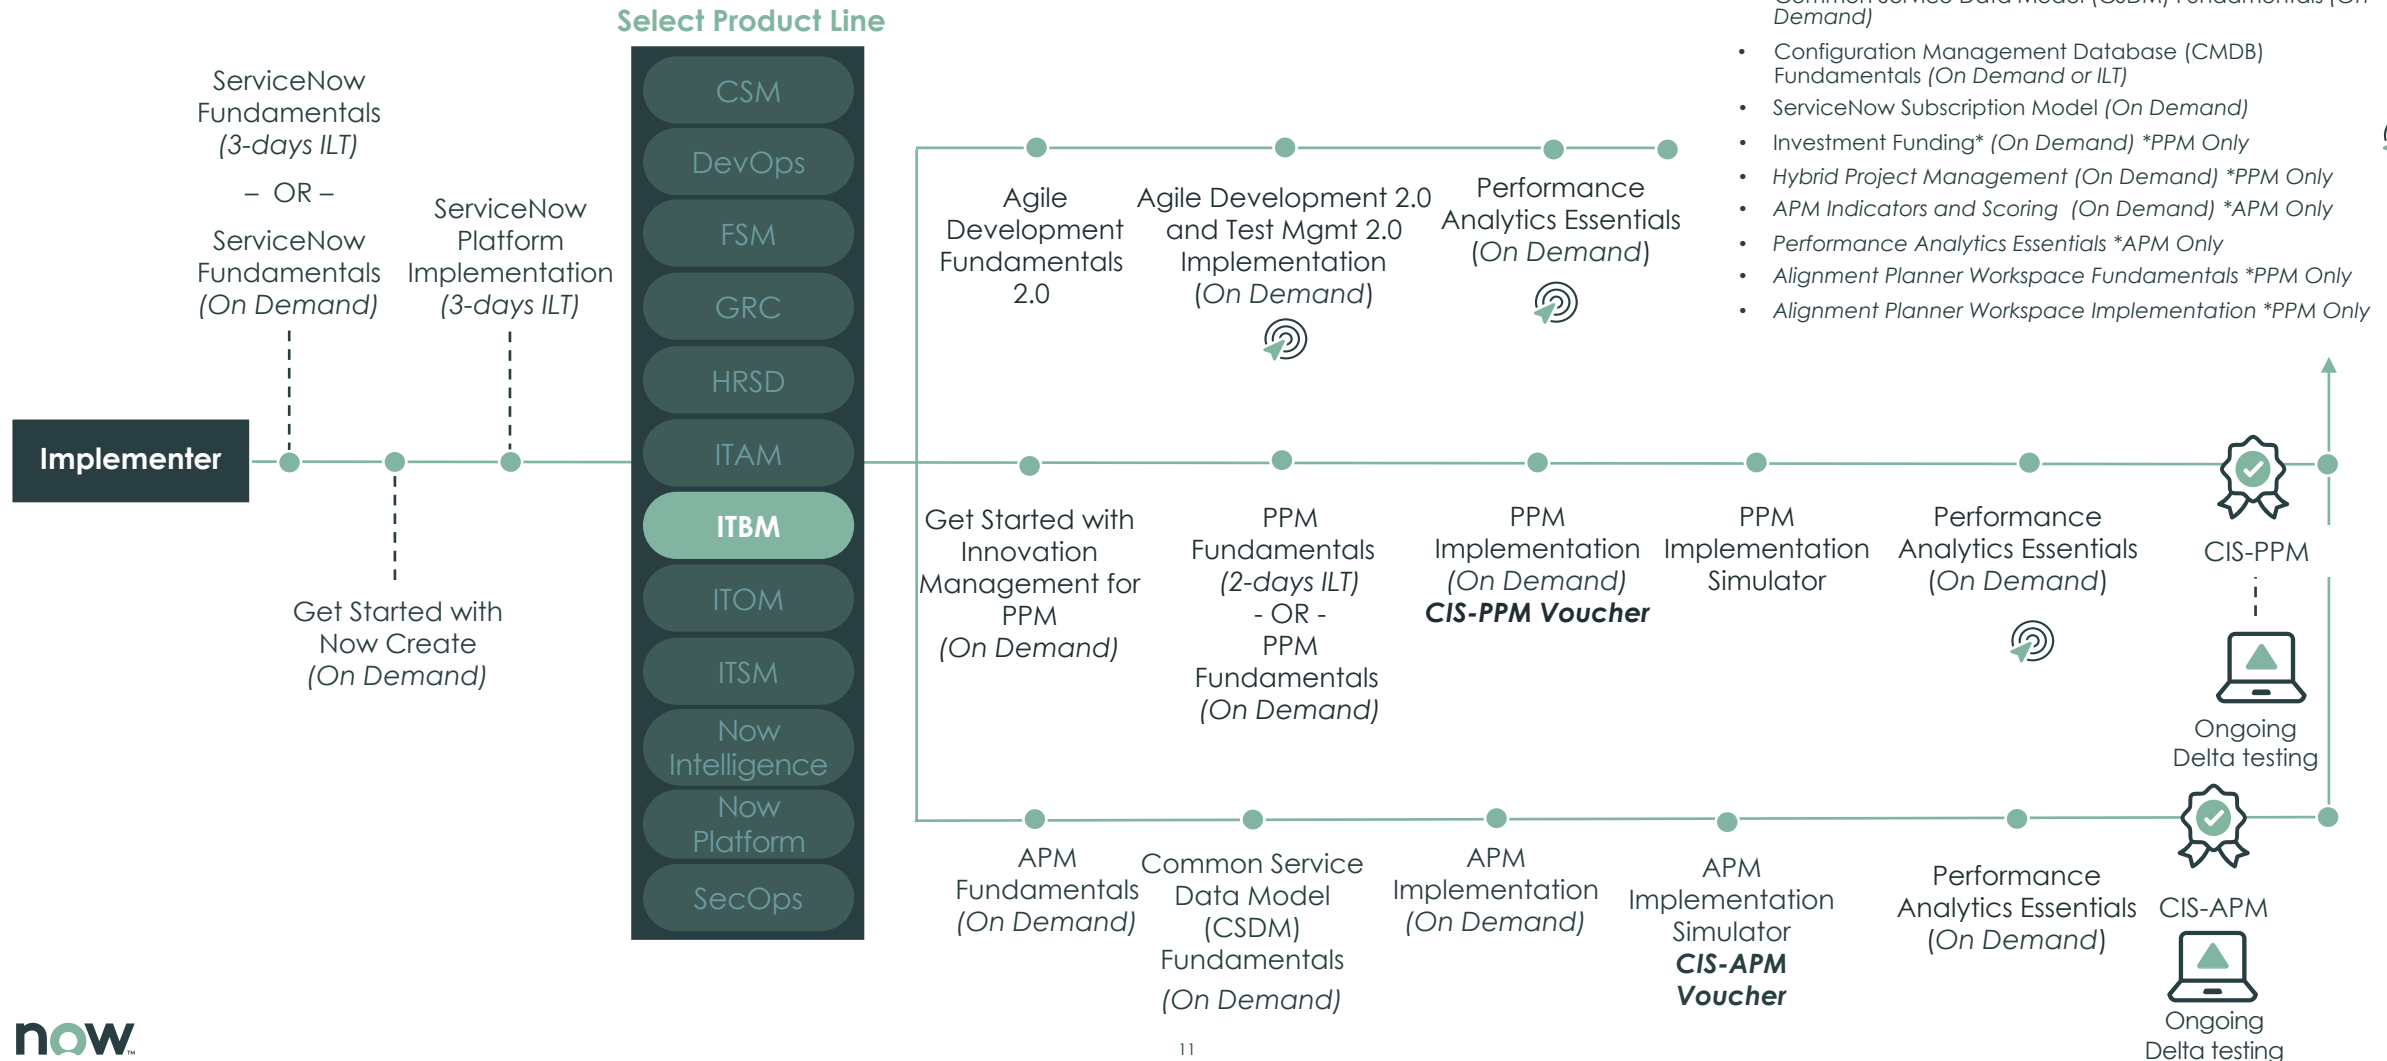 Select Product Line
Common Service Data Model (CSDM) Fundamentals (On
Demand)
• Configuration Management Database (CMDB)
Fundamentals (On Demand or ILT)
• ServiceNow Subscription Model (On Demand)
• Investment Funding* (On Demand) *PPM Only
• Hybrid Project Management (On Demand) *PPM Only
• APM Indicators and Scoring (On Demand) *APM Only
• Performance Analytics Essentials *APM Only
• Alignment Planner Workspace Fundamentals *PPM Only
• Alignment Planner Workspace Implementation *PPM Only
ServiceNow
Fundamentals
(3-days ILT)
– OR –
ServiceNow
Fundamentals
(On Demand)
ServiceNow
Platform
Implementation
(3-days ILT)
Implementer
Get Started with
Now Create
(On Demand)
CSM
DevOps
FSM
GRC
HRSD
ITAM
ITBM
ITOM
ITSM
Now
Intelligence
Now
Platform
SecOps
Agile
Development
Fundamentals
2.0
Agile Development 2.0
and Test Mgmt 2.0
Implementation
(On Demand)
Performance
Analytics Essentials
(On Demand)
Get Started with
Innovation
Management for
PPM
(On Demand)
PPM
Fundamentals
(2-days ILT)
- OR -
PPM
Fundamentals
(On Demand)
PPM
Implementation
(On Demand)
CIS-PPM Voucher
PPM
Implementation
Simulator
Performance
Analytics Essentials
(On Demand)
CIS-PPM
Ongoing
Delta testing
APM
Fundamentals
(On Demand)
Common Service
Data Model
(CSDM)
Fundamentals
(On Demand)
APM
Implementation
(On Demand)
APM
Implementation
Simulator
CIS-APM
Voucher
Performance
Analytics Essentials
(On Demand)
CIS-APM
Ongoing
Delta testing
now™
11